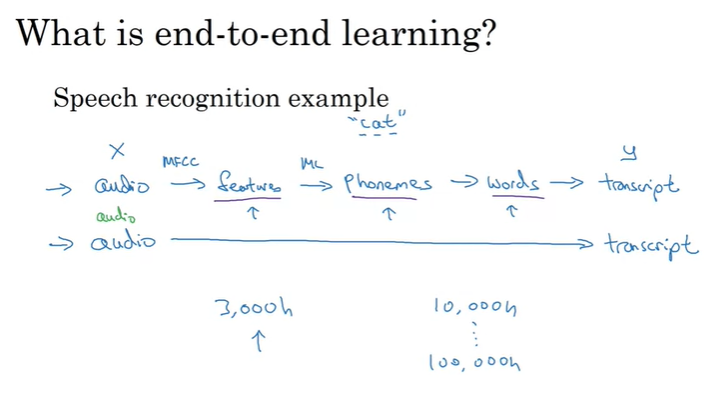 What is end-to-end learning?
Speech recognition example
"cat"
X MFCC ML y
→ audio → features → phonemes → words → transcript
audio
→ audio → transcript
3,000h 10,000h
100,000h